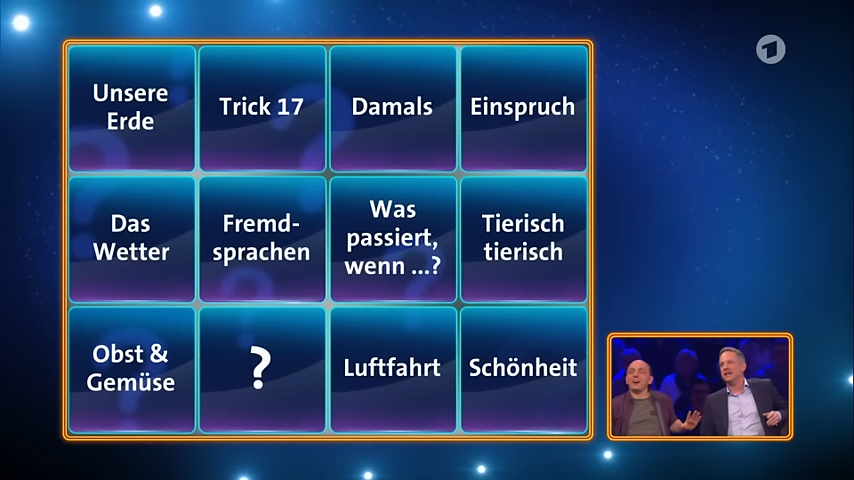 Unsere
Erde
Trick 17
Damals
Einspruch
Das
Wetter
Fremd-
sprachen
Was
passiert,
wenn ...?
Tierisch
tierisch
Obst &
Gemüse
?
Luftfahrt
Schönheit
1